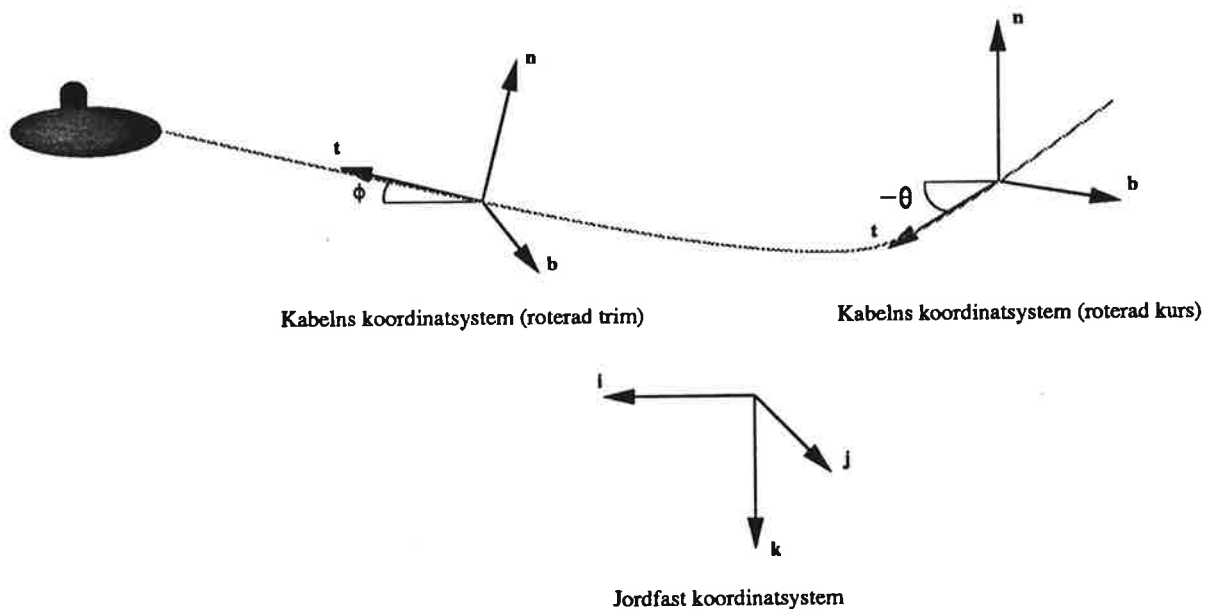 n
t
ϕ
b
Kabelns koordinatsystem (roterad trim)
n
b
−θ
t
Kabelns koordinatsystem (roterad kurs)
i
j
k
Jordfast koordinatsystem